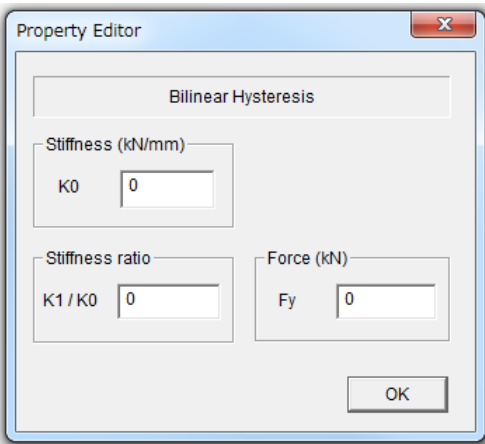 Property Editor
Bilinear Hysteresis
Stiffness (kN/mm)
K0 0
Stiffness ratio
K1 / K0 0
Force (kN)
Fy 0
OK